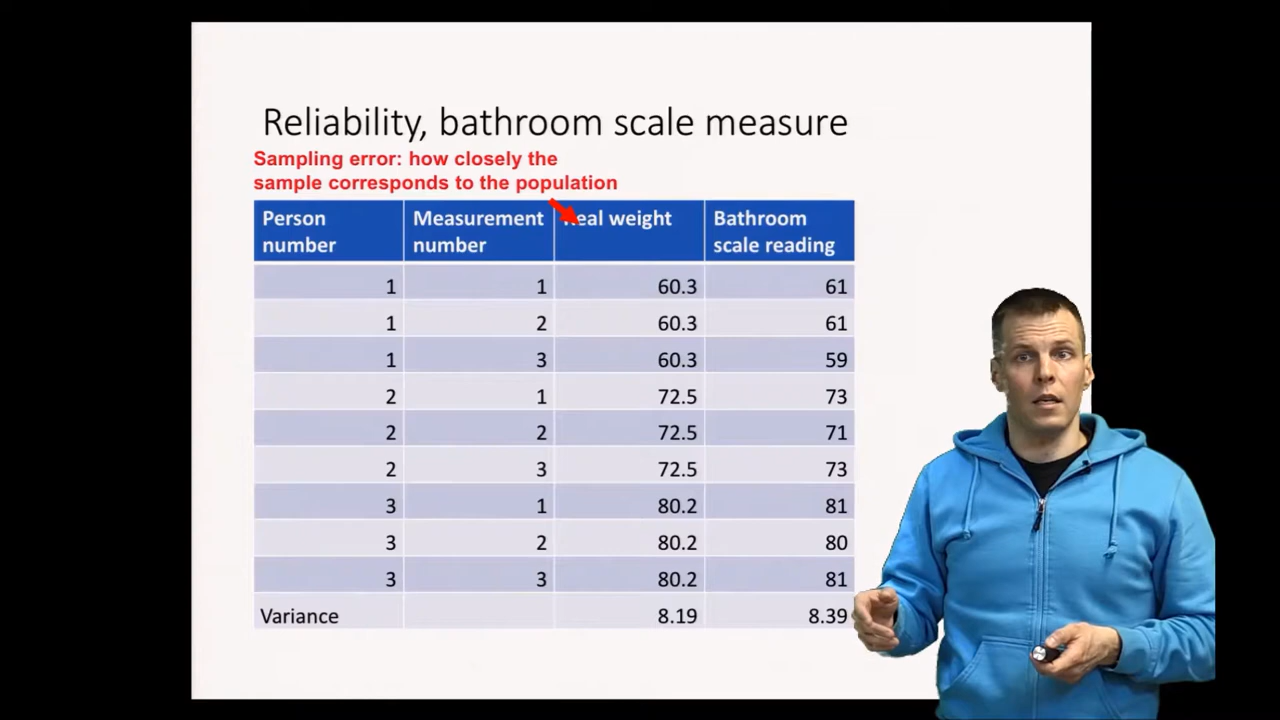 Reliability, bathroom scale measure
Sampling error: how closely the
sample corresponds to the population
Person number Measurement number Real weight Bathroom scale reading
1 1 60.3 61
1 2 60.3 61
1 3 60.3 59
2 1 72.5 73
2 2 72.5 71
2 3 72.5 73
3 1 80.2 81
3 2 80.2 80
3 3 80.2 81
Variance 8.19 8.39